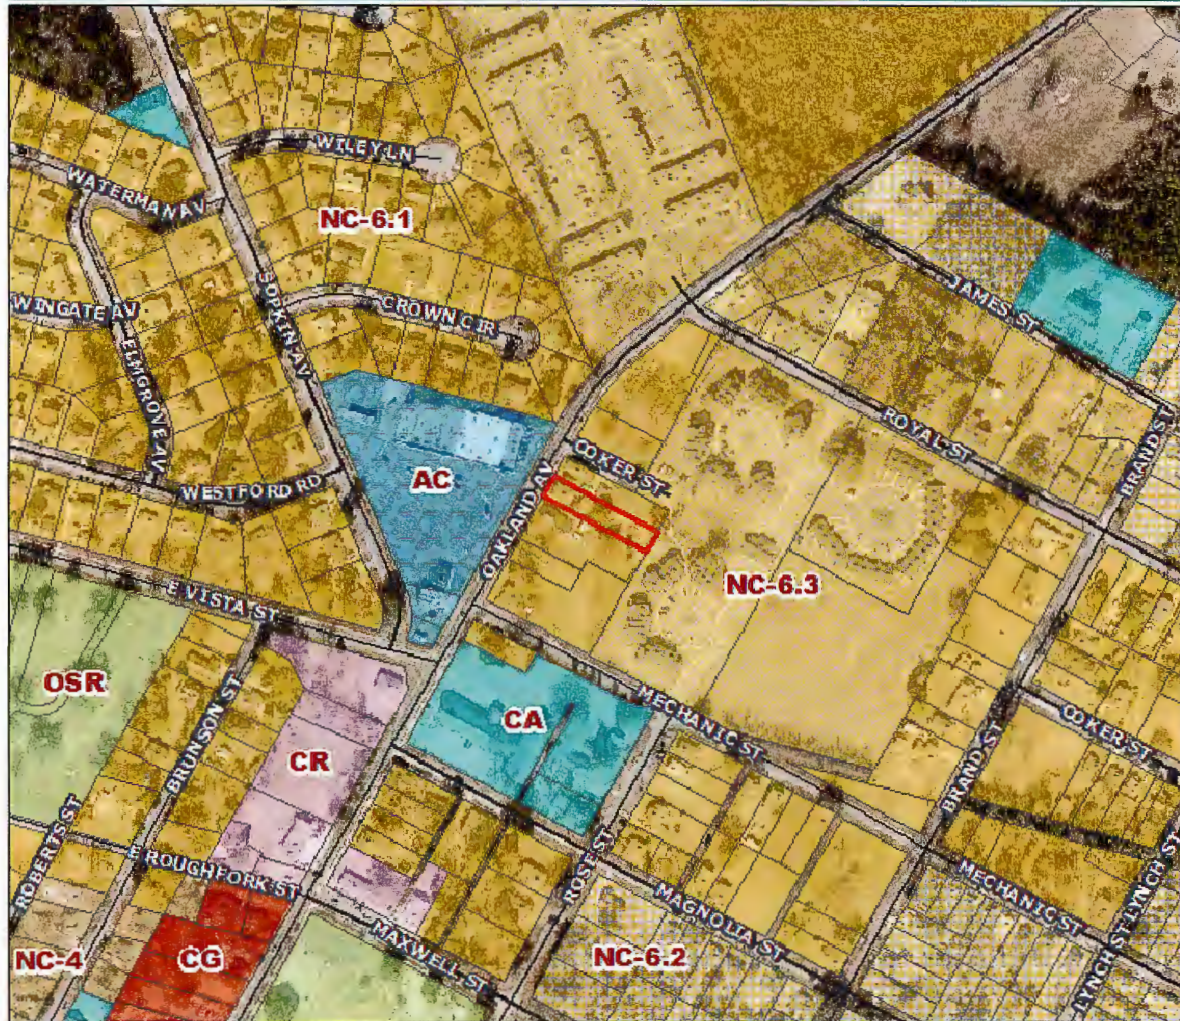 WILEY LN
WATERMAN AV
NC-6.1
SOPKIN AV
JAMES ST
WINGATE AV
CROWN CIR
ELMGROVE AV
ROYAL ST
BRAND ST
COKER ST
AC
WESTFORD RD
OAKLAND AV
NC-6.3
E VISTA ST
OSR
MECHANIC ST
CA
COKER ST
BRUNSON ST
CR
BRAND ST
ROBERTS ST
E ROUGHFORK ST
ROSE ST
MECHANIC ST
LYNCH ST
MAGNOLIA ST
MAXWELL ST
NC-4
CG
NC-6.2
LYNCH ST